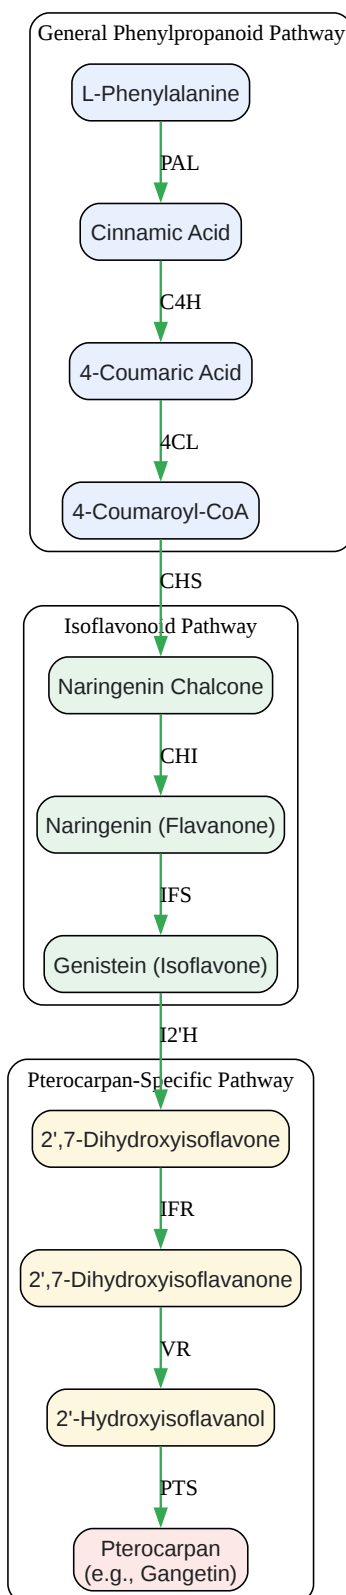 General Phenylpropanoid Pathway
L-Phenylalanine
PAL
Cinnamic Acid
C4H
4-Coumaric Acid
4CL
4-Coumaroyl-CoA
CHS
Isoflavonoid Pathway
Naringenin Chalcone
CHI
Naringenin (Flavanone)
IFS
Genistein (Isoflavone)
I2'H
Pterocarpan-Specific Pathway
2',7-Dihydroxyisoflavone
IFR
2',7-Dihydroxyisoflavanone
VR
2'-Hydroxyisoflavanol
PTS
Pterocarpan
(e.g., Gangetin)